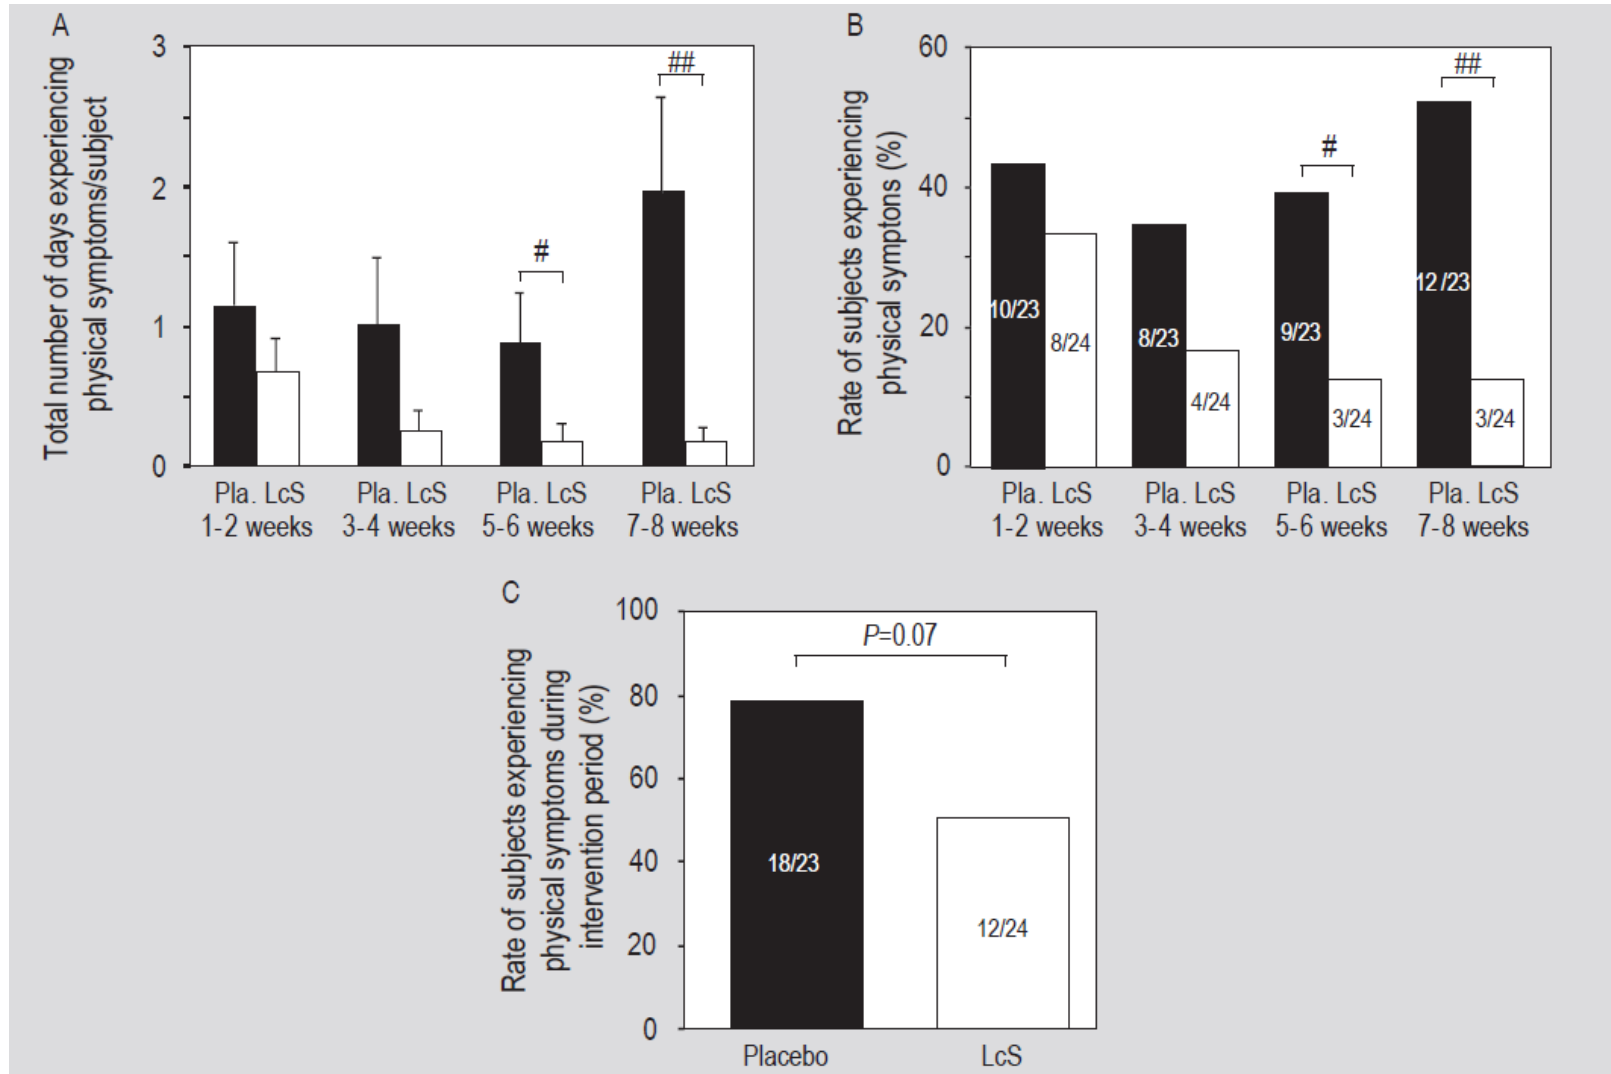 A
Total number of days experiencing
physical symptoms/subject
3
2
1
0
#
##
Pla. LcS
1-2 weeks
Pla. LcS
3-4 weeks
Pla. LcS
5-6 weeks
Pla. LcS
7-8 weeks
B
Rate of subjects experiencing
physical symptons (%)
60
40
20
0
#
##
10/23
8/24
8/23
4/24
9/23
3/24
12/23
3/24
Pla. LcS
1-2 weeks
Pla. LcS
3-4 weeks
Pla. LcS
5-6 weeks
Pla. LcS
7-8 weeks
C
Rate of subjects experiencing
physical symptoms during
intervention period (%)
100
80
60
40
20
0
P=0.07
18/23
12/24
Placebo
LcS